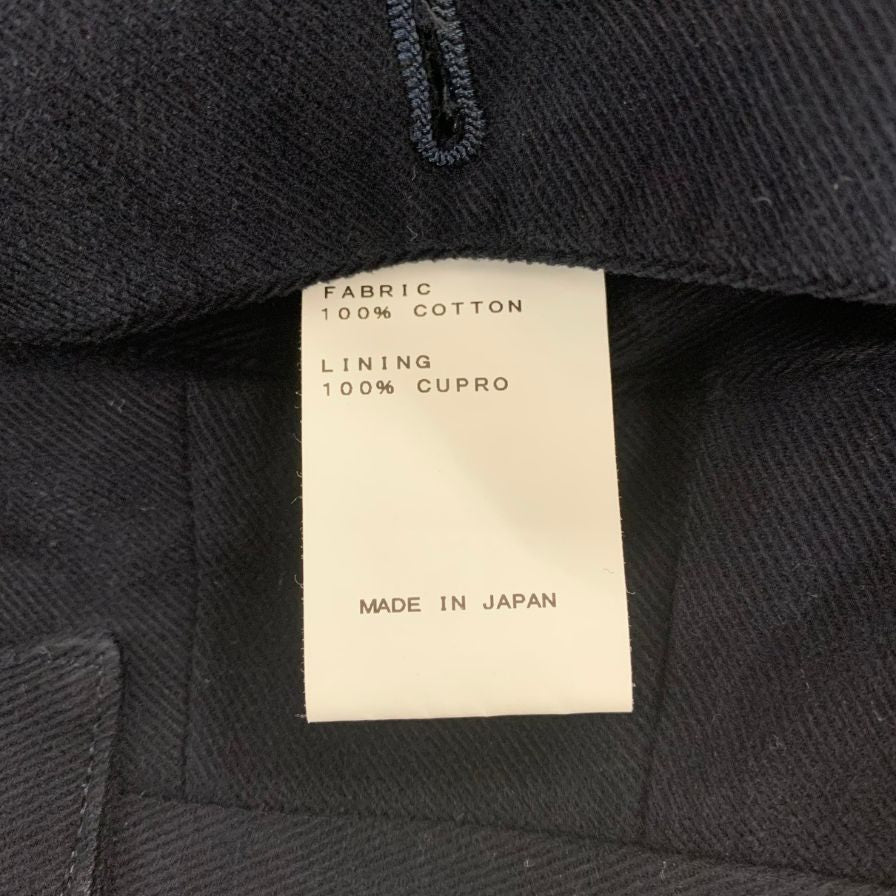 FABRIC
100% COTTON
LINING
100% CUPRO
MADE IN JAPAN